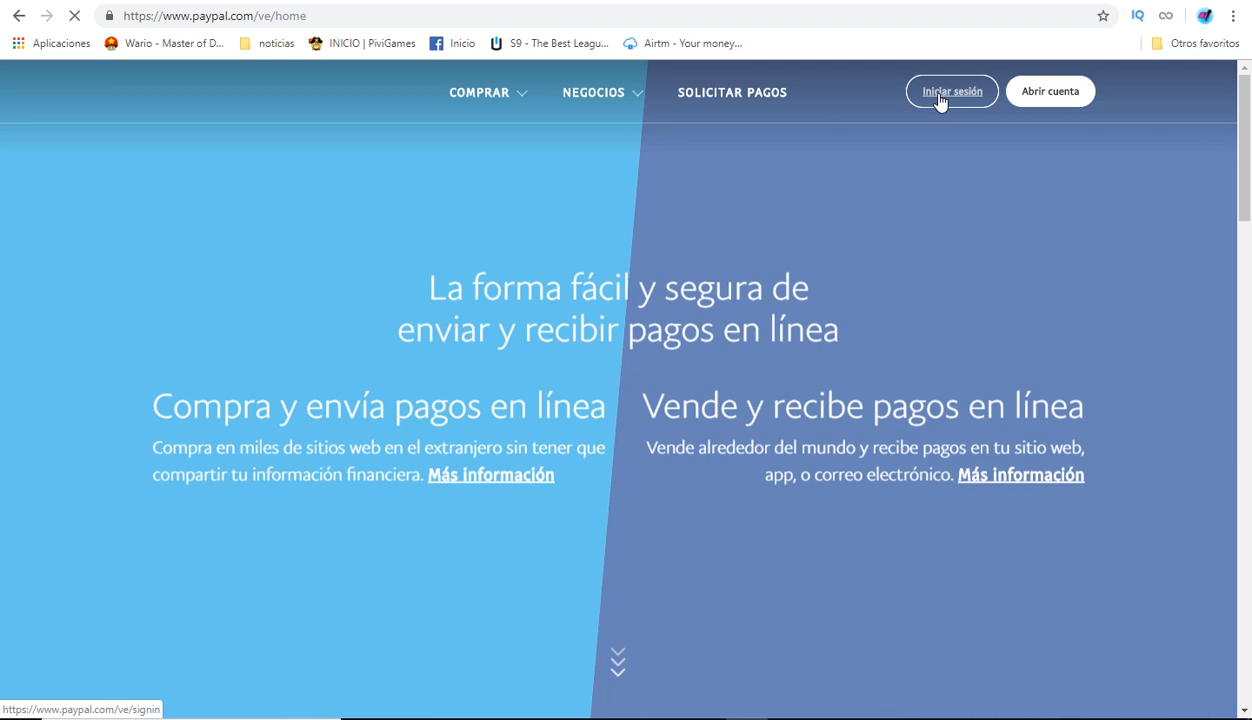 https://www.paypal.com/ve/home
IQ
Aplicaciones
Wario - Master of D...
noticias
INICIO | PiviGames
Inicio
S9 - The Best Leagu...
Airtm - Your money...
Otros favoritos
COMPRAR
NEGOCIOS
SOLICITAR PAGOS
Iniciar sesión
Abrir cuenta
La forma fácil y segura de
enviar y recibir pagos en línea
Compra y envía pagos en línea
Compra en miles de sitios web en el extranjero sin tener que
compartir tu información financiera. Más información
Vende y recibe pagos en línea
Vende alrededor del mundo y recibe pagos en tu sitio web,
app, o correo electrónico. Más información
https://www.paypal.com/ve/signin